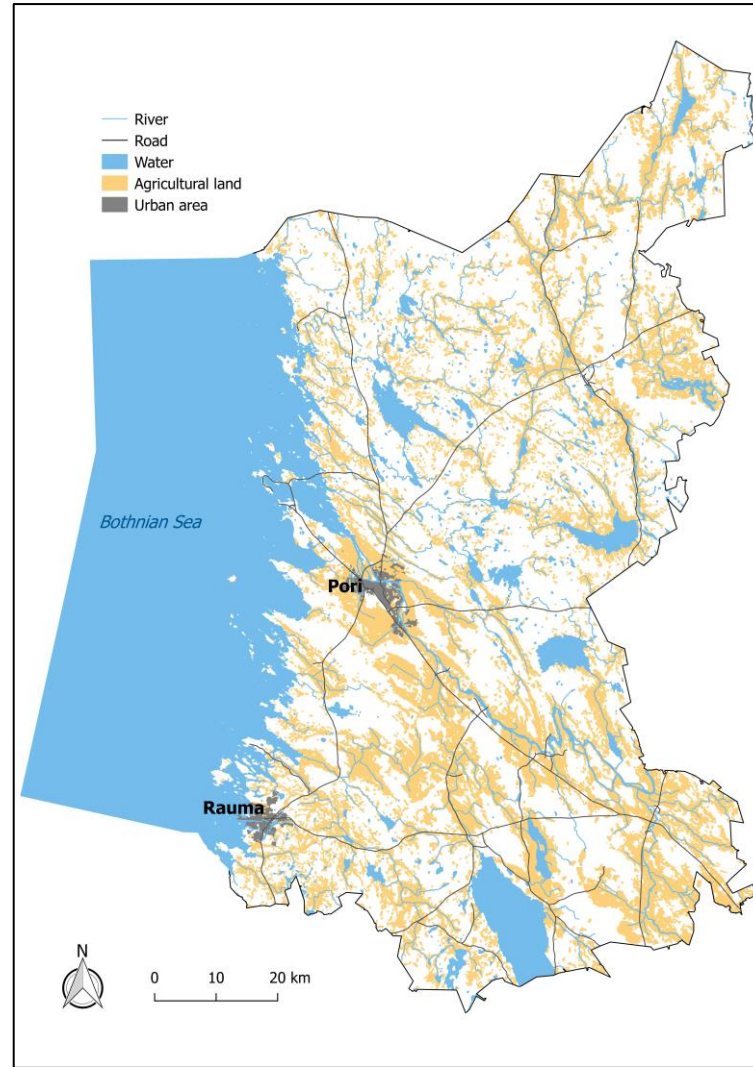 River
Road
Water
Agricultural land
Urban area
Bothnian Sea
Pori
Rauma
N
0 10 20 km